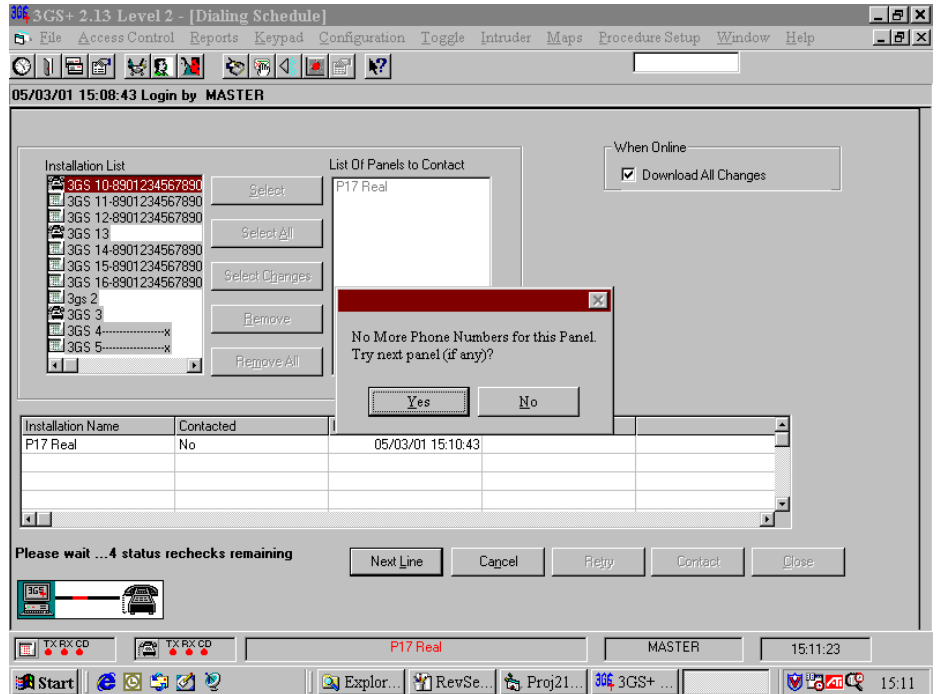 3GS+ 2.13 Level 2 - [Dialing Schedule]
File Access Control Reports Keypad Configuration Toggle Intruder Maps Procedure Setup Window Help
05/03/01 15:08:43 Login by MASTER
When Online
Installation List
List Of Panels to Contact
Download All Changes
3GS 10-8901234567890
3GS 11-8901234567890
3GS 12-8901234567890
3GS 13
3GS 14-8901234567890
3GS 15-8901234567890
3GS 16-8901234567890
3gs 2
3GS 3
3GS 4-----------------x
3GS 5-----------------x
Select
Select All
Select Changes
Remove
Remove All
P17 Real
No More Phone Numbers for this Panel.
Try next panel (if any)?
Yes No
Installation Name Contacted
P17 Real No 05/03/01 15:10:43
Please wait ...4 status rechecks remaining
Next Line Cancel Retry Contact Close
3GS
TX RX CD TX RX CD P17 Real MASTER 15:11:23
Start Explor... RevSe... Proj21... 3GS+ ... 15:11